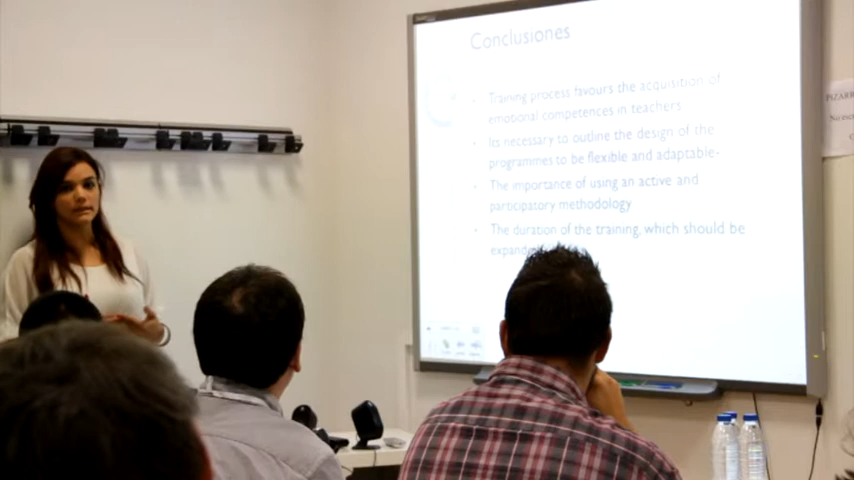 Conclusiones
Training process favours the acquisition of
emotional competences in teachers
Its necessary to outline the design of the
programmes to be flexible and adaptable-
The importance of using an active and
participatory methodology
The duration of the training, which should be